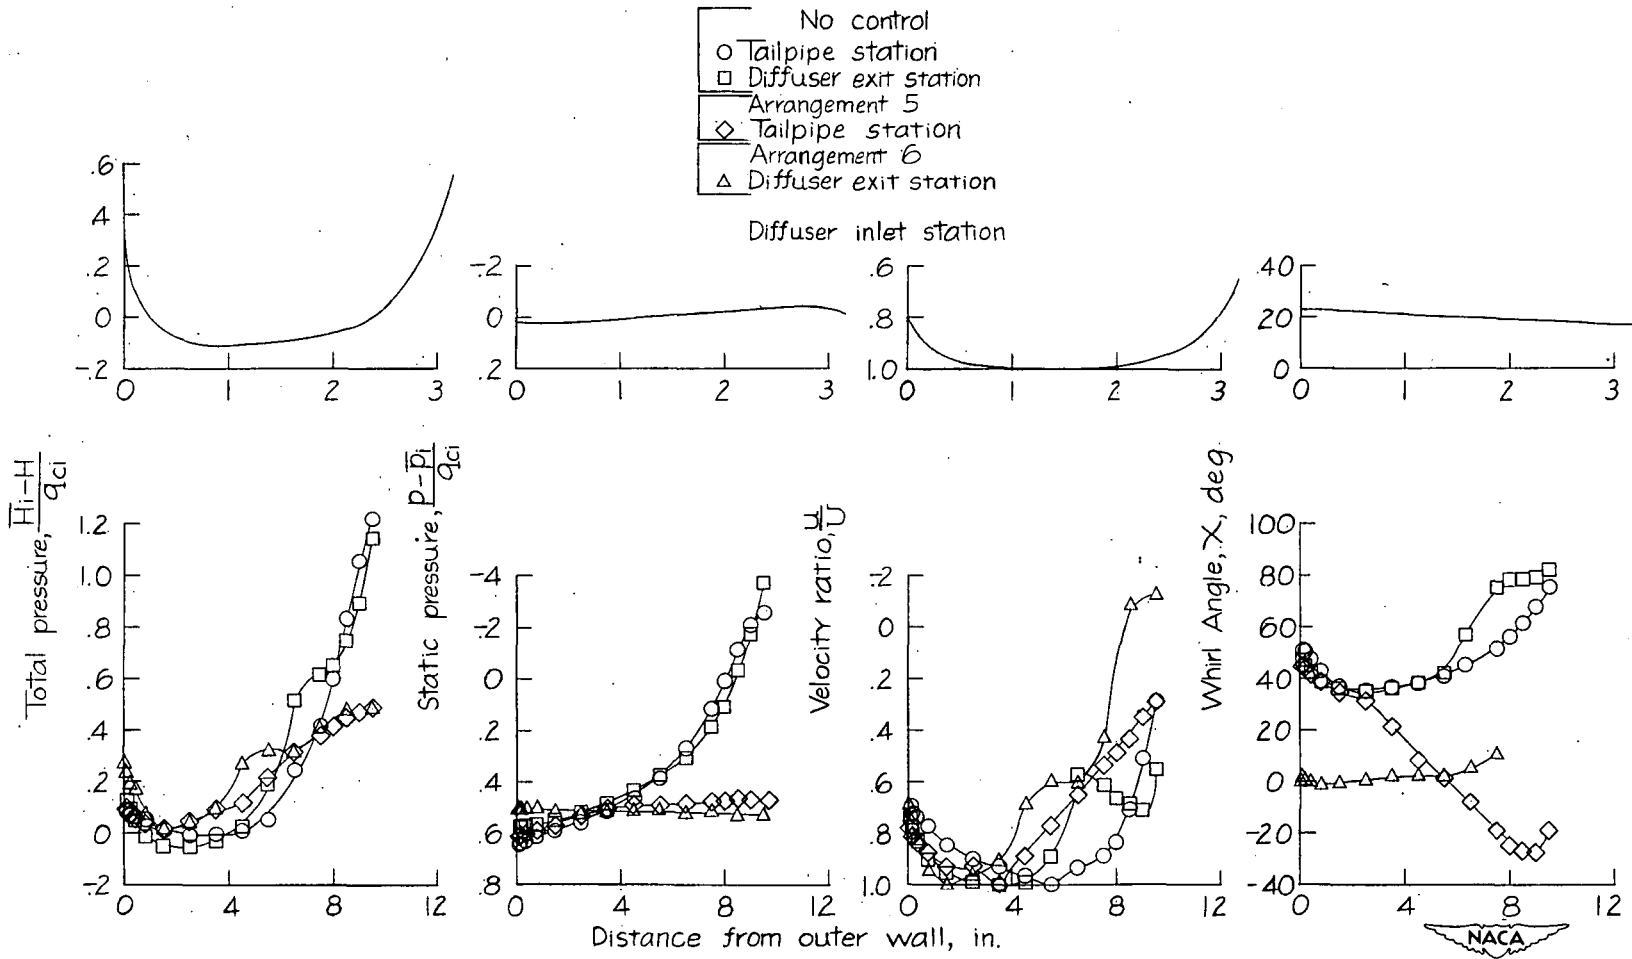 No control
Tailpipe station
Diffuser exit station
Arrangement 5
Tailpipe station
Arrangement 6
Diffuser exit station
Diffuser inlet station
.6
.4
.2
0
-.2
0 1 2 3
-.2
0
.2
0 1 2 3
.6
.8
1.0
0 1 2 3
40
20
0
0 1 2 3
Total pressure, H̅i-H/qci
1.2
1.0
.8
.6
.4
.2
0
-.2
0 4 8 12
Static pressure, p-p̅i/qci
-.4
-.2
0
.2
.4
.6
.8
0 4 8 12
Velocity ratio, u/U
-.2
0
.2
.4
.6
.8
1.0
0 4 8 12
Whirl Angle, X, deg
100
80
60
40
20
0
-20
-40
0 4 8 12
Distance from outer wall, in.
NACA